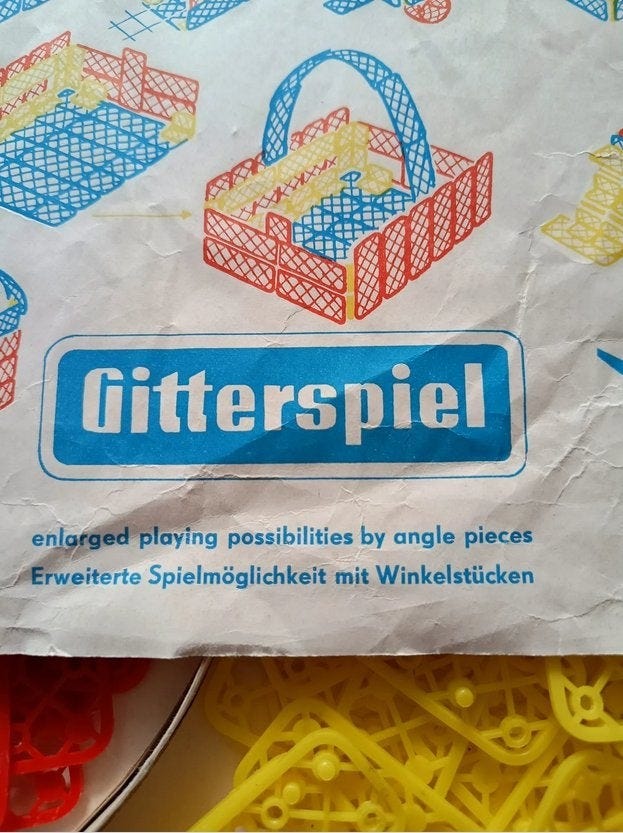 Gitterspiel
enlarged playing possibilities by angle pieces
Erweiterte Spielmöglichkeit mit Winkelstücken